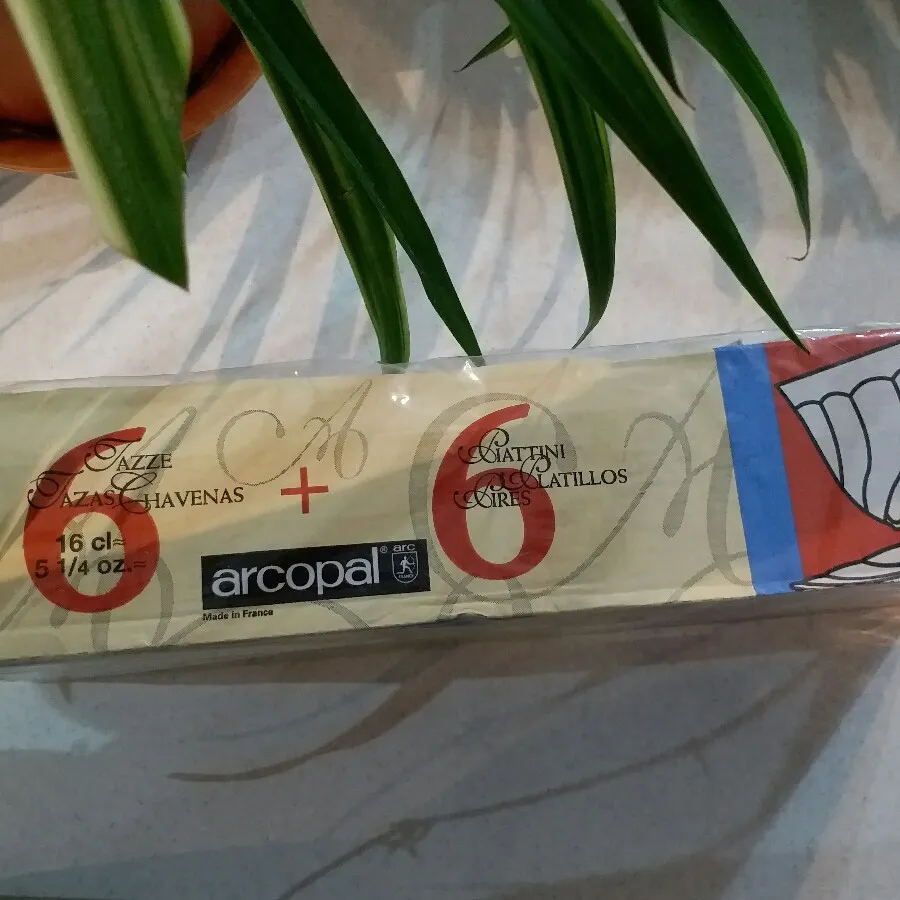 6
TAZZE
TAZAS CHAVENAS
16 cl≈
5 1/4 oz.≈
+
6
PIATTINI
PLATILLOS
PIRES
arcopal® arc
FRANCE
Made in France